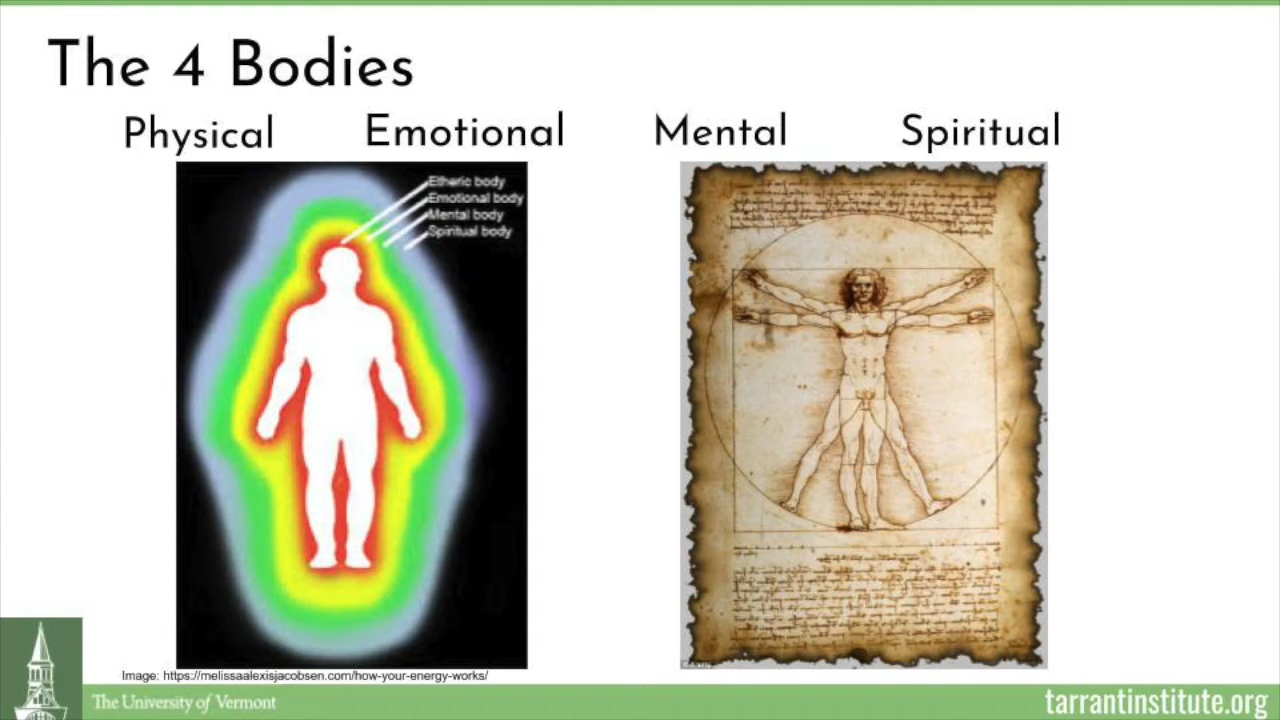 The 4 Bodies
Physical Emotional Mental Spiritual
Etheric body
Emotional body
Mental body
Spiritual body
Image: https://melissaalexisjacobsen.com/how-your-energy-works/
The University of Vermont
tarrantinstitute.org